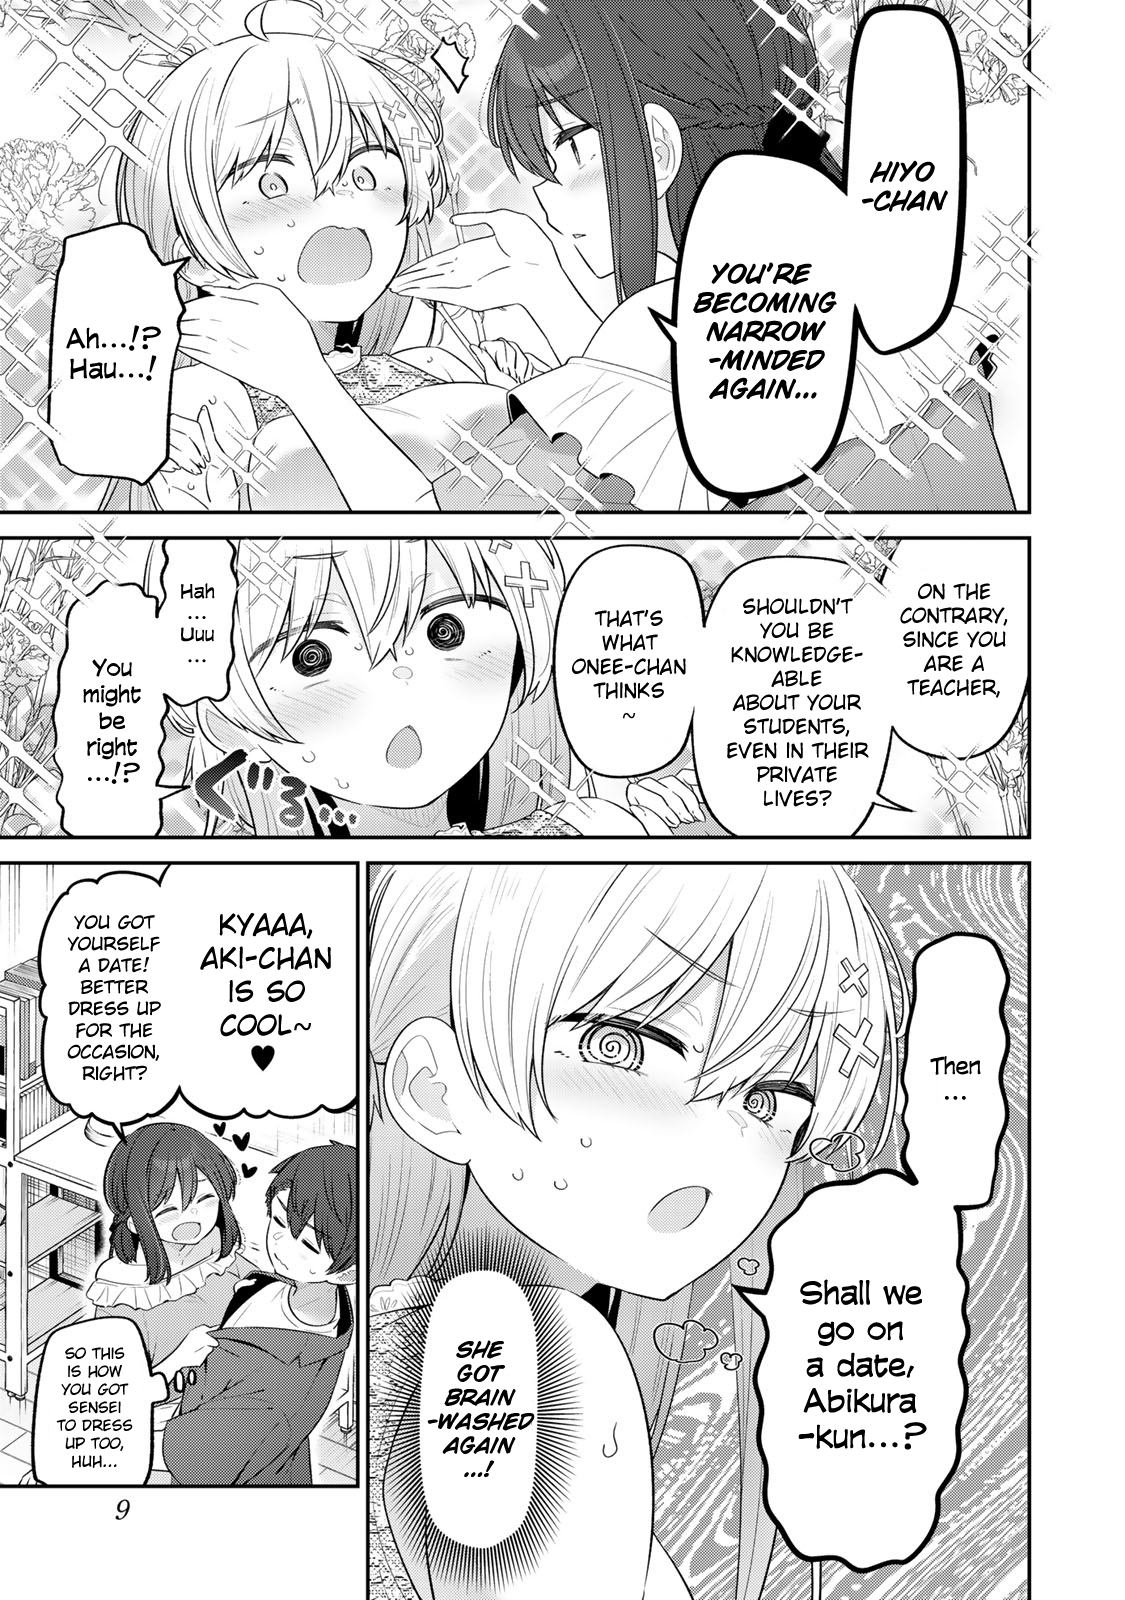 HIYO
-CHAN
YOU'RE
BECOMING
NARROW
-MINDED
AGAIN...
Ah...!?
Hau...!
ON THE
CONTRARY,
SINCE YOU
ARE A
TEACHER,
SHOULDN'T
YOU BE
KNOWLEDGE-
ABLE
ABOUT YOUR
STUDENTS,
EVEN IN THEIR
PRIVATE
LIVES?
THAT'S
WHAT
ONEE-CHAN
THINKS
~
Hah
...
Uuu
...
You
might
be
right
...!?
ぐるっ...
Then
...
Shall we
go on
a date,
Abikura
-kun...?
SHE
GOT
BRAIN
-WASHED
AGAIN
...!
KYAAA,
AKI-CHAN
IS SO
COOL~
♥
YOU GOT
YOURSELF
A DATE!
BETTER
DRESS UP
FOR THE
OCCASION,
RIGHT?
SO THIS
IS HOW
YOU GOT
SENSEI
TO DRESS
UP TOO,
HUH...
9